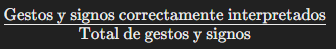 Gestos y signos correctamente interpretados
Total de gestos y signos